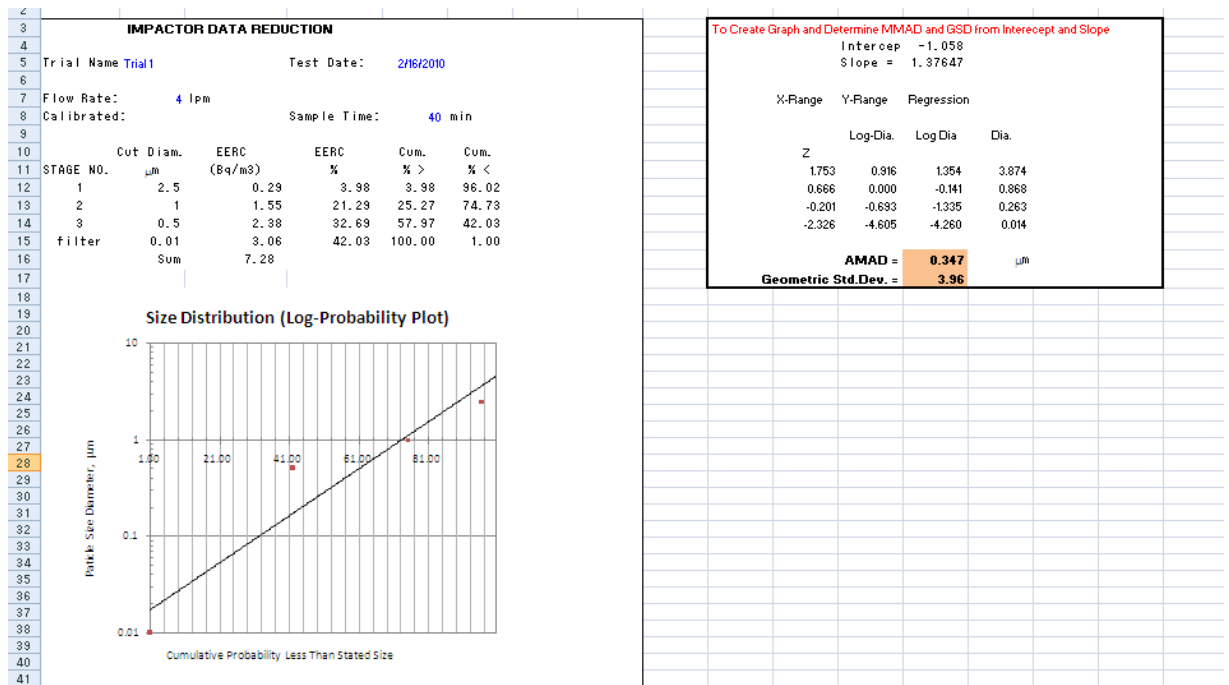 2
3 IMPACTOR DATA REDUCTION
4
5 Trial Name Trial 1 Test Date: 2/16/2010
6
7 Flow Rate: 4 lpm
8 Calibrated: Sample Time: 40 min
9
10 Cut Diam. EERC EERC Cum. Cum.
11 STAGE NO. μm (Bq/m3) % % > % <
12 1 2.5 0.29 3.98 3.98 96.02
13 2 1 1.55 21.29 25.27 74.73
14 3 0.5 2.38 32.69 57.97 42.03
15 filter 0.01 3.06 42.03 100.00 1.00
16 Sum 7.28
17
18
19
20
21
22
23
24
25
26
27
28
29
30
31
32
33
34
35
36
37
38
39
40
41
To Create Graph and Determine MMAD and GSD from Interecept and Slope
Intercep -1.058
Slope = 1.37647
X-Range Y-Range Regression
Log-Dia. Log Dia Dia.
Z
1.753 0.916 1.354 3.874
0.666 0.000 -0.141 0.868
-0.201 -0.693 -1.335 0.263
-2.326 -4.605 -4.260 0.014
AMAD = 0.347 μm
Geometric Std.Dev. = 3.96
Size Distribution (Log-Probability Plot)
10
1
1.00 21.00 41.00 61.00 81.00
0.1
0.01
Paticle Size Diameter, μm
Cumulative Probability Less Than Stated Size